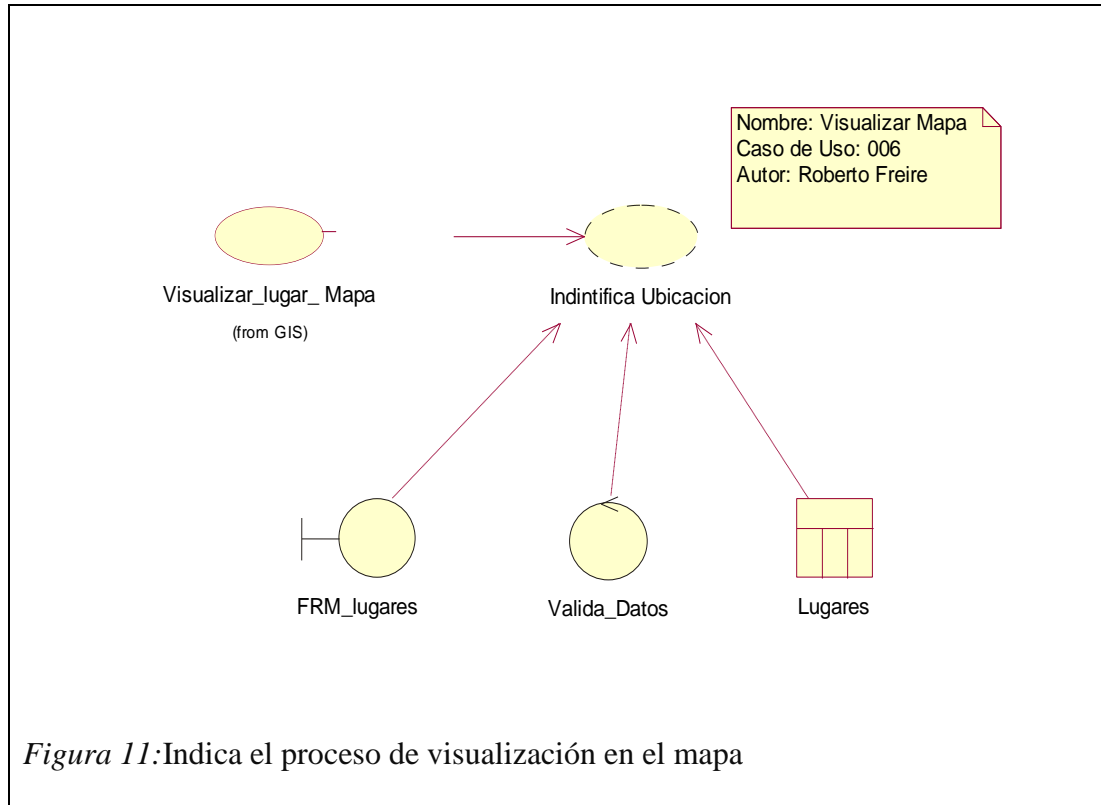 Nombre: Visualizar Mapa
Caso de Uso: 006
Autor: Roberto Freire
Visualizar_lugar_ Mapa
(from GIS)
Indintifica Ubicacion
FRM_lugares
Valida_Datos
Lugares
Figura 11:Indica el proceso de visualización en el mapa